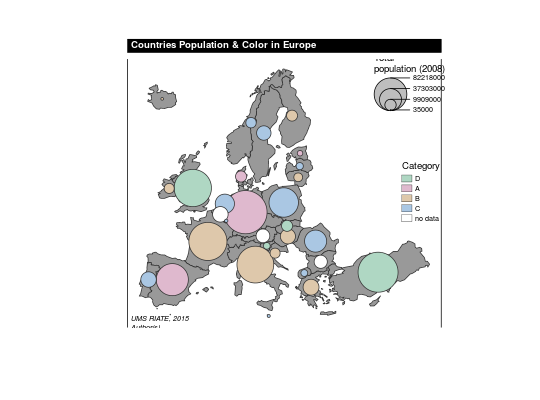 Countries Population & Color in Europe
Total
population (2008)
82218000
37303000
9909000
35000
Category
D
A
B
C
no data
UMS RIATE, 2015
Author(s)